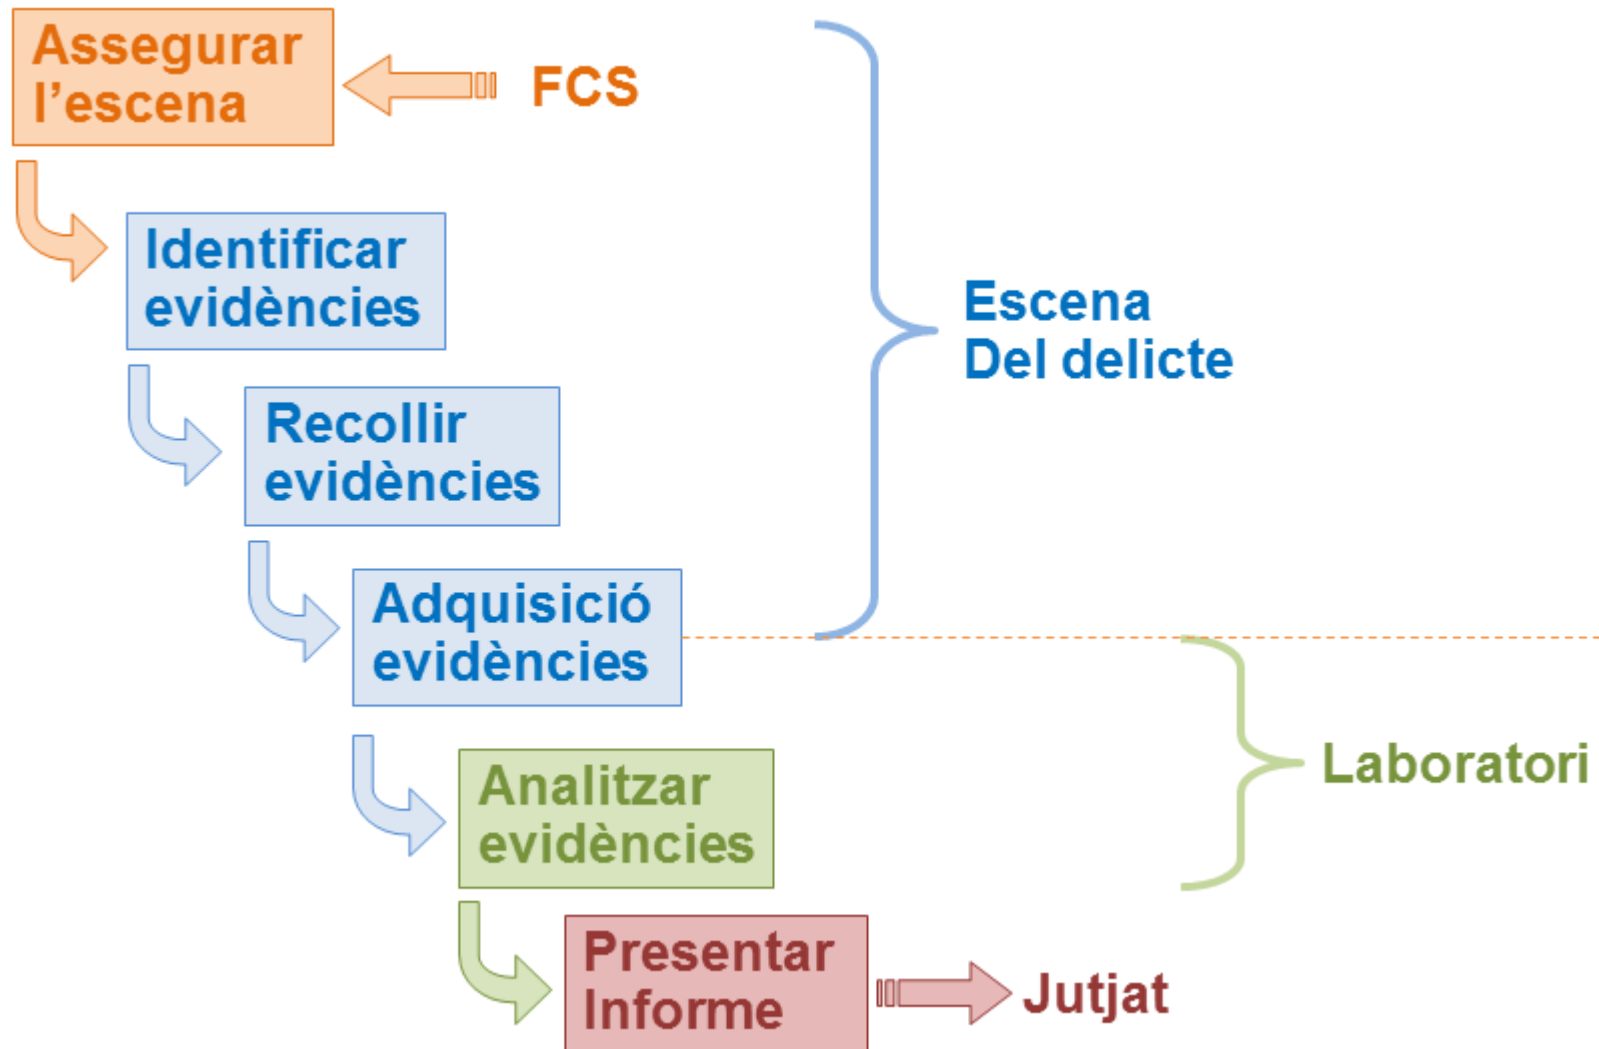 Assegurar
l’escena
FCS
Identificar
evidències
Escena
Del delicte
Recollir
evidències
Adquisició
evidències
Analitzar
evidències
Laboratori
Presentar
Informe
Jutjat